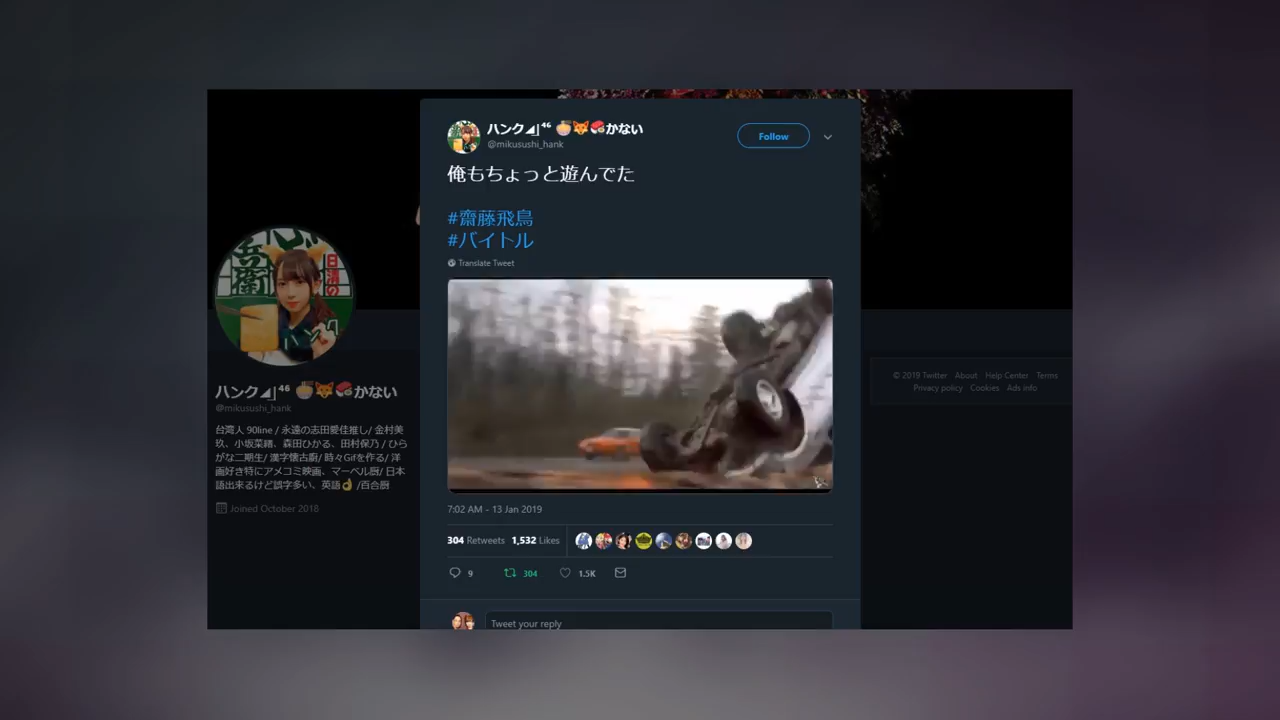 ハンク◢⁴⁶ 🍜🦊🍣かない
@mikusushi_hank
Follow
俺もちょっと遊んでた
#齋藤飛鳥
#バイトル
Translate Tweet
7:02 AM - 13 Jan 2019
304 Retweets 1,532 Likes
9 304 1.5K
Tweet your reply
兵衛
日清の
ハンク
ハンク◢⁴⁶ 🍜🦊🍣かない
@mikusushi_hank
台湾人 90line / 永遠の志田愛佳推し/ 金村美
玖、小坂菜緒、森田ひかる、田村保乃 / ひら
がな二期生/ 漢字懐古厨/ 時々Gifを作る/ 洋
画好き特にアメコミ映画、マーベル厨/ 日本
語出来るけど誤字多い、英語👌 /百合厨
Joined October 2018
© 2019 Twitter About Help Center Terms
Privacy policy Cookies Ads info